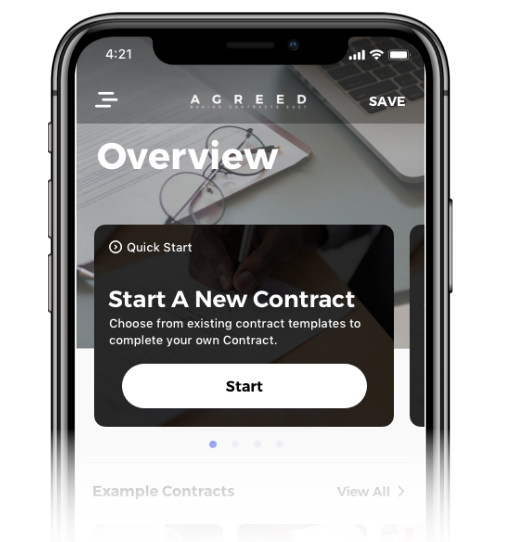 4:21
A G R E E D
MAKING CONTRACTS EASY
SAVE
Overview
Quick Start
Start A New Contract
Choose from existing contract templates to
complete your own Contract.
Start
Example Contracts
View All